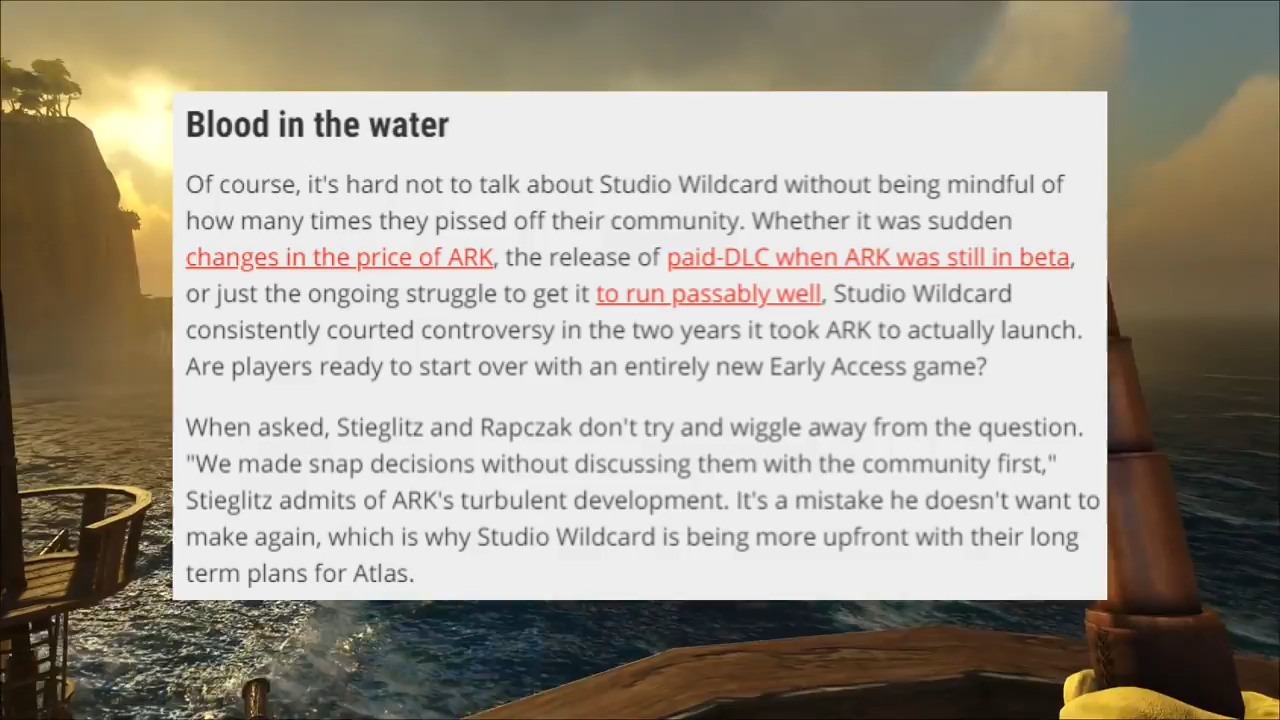 Blood in the water
Of course, it's hard not to talk about Studio Wildcard without being mindful of
how many times they pissed off their community. Whether it was sudden
changes in the price of ARK, the release of paid-DLC when ARK was still in beta,
or just the ongoing struggle to get it to run passably well, Studio Wildcard
consistently courted controversy in the two years it took ARK to actually launch.
Are players ready to start over with an entirely new Early Access game?
When asked, Stieglitz and Rapczak don't try and wiggle away from the question.
"We made snap decisions without discussing them with the community first,"
Stieglitz admits of ARK's turbulent development. It's a mistake he doesn't want to
make again, which is why Studio Wildcard is being more upfront with their long
term plans for Atlas.